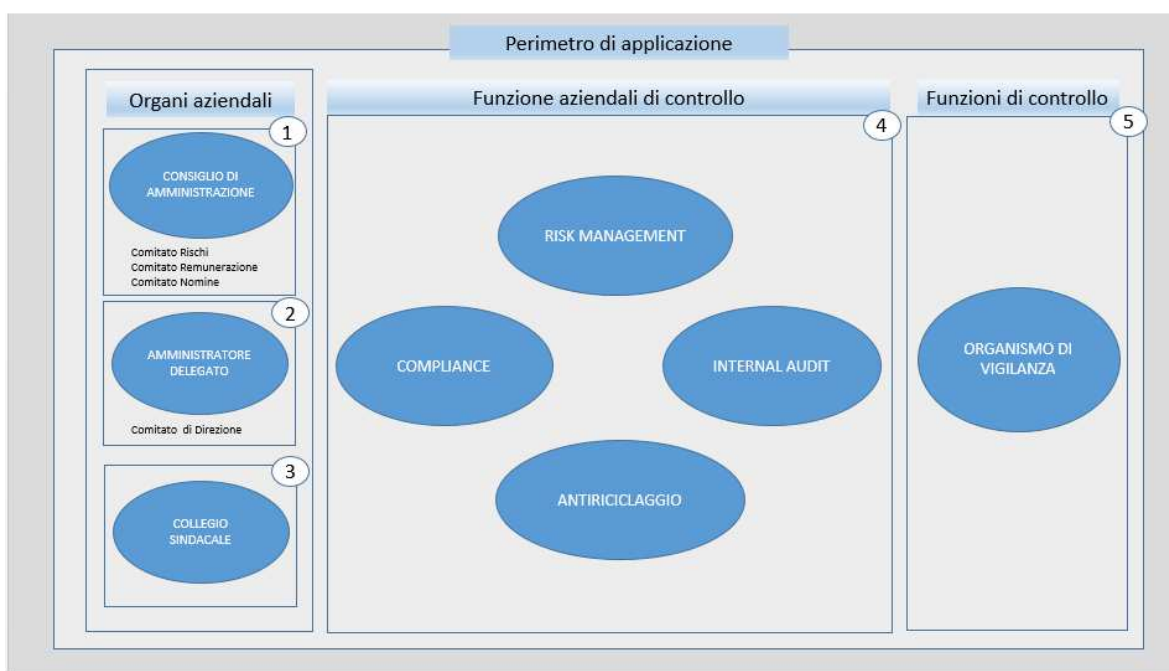 Perimetro di applicazione
Organi aziendali
1
CONSIGLIO DI
AMMINISTRAZIONE
Comitato Rischi
Comitato Remunerazione
Comitato Nomine
2
AMMINISTRATORE
DELEGATO
Comitato di Direzione
3
COLLEGIO
SINDACALE
Funzione aziendali di controllo
4
RISK MANAGEMENT
COMPLIANCE
INTERNAL AUDIT
ANTIRICICLAGGIO
Funzioni di controllo
5
ORGANISMO DI
VIGILANZA